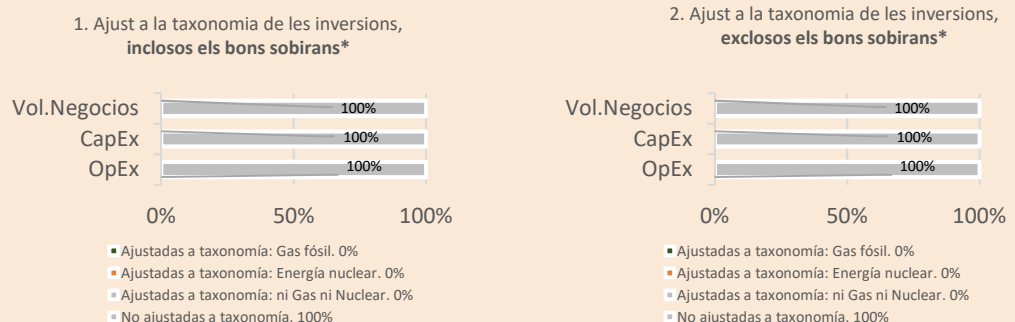 1. Ajust a la taxonomia de les inversions,
inclosos els bons sobirans*
Vol.Negocios
100%
CapEx
100%
OpEx
100%
0%
50%
100%
Ajustadas a taxonomía: Gas fósil. 0%
Ajustadas a taxonomía: Energía nuclear. 0%
Ajustadas a taxonomía: ni Gas ni Nuclear. 0%
No ajustadas a taxonomía. 100%
2. Ajust a la taxonomia de les inversions,
exclosos els bons sobirans*
Vol.Negocios
100%
CapEx
100%
OpEx
100%
0%
50%
100%
Ajustadas a taxonomía: Gas fósil. 0%
Ajustadas a taxonomía: Energía nuclear. 0%
Ajustadas a taxonomía: ni Gas ni Nuclear. 0%
No ajustadas a taxonomía. 100%